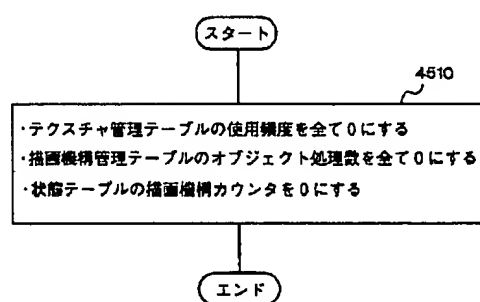 スタート
4510
・テクスチャ管理テーブルの使用頻度を全て0にする
・描画機構管理テーブルのオブジェクト処理数を全て0にする
・状態テーブルの描画機構カウンタを0にする
エンド